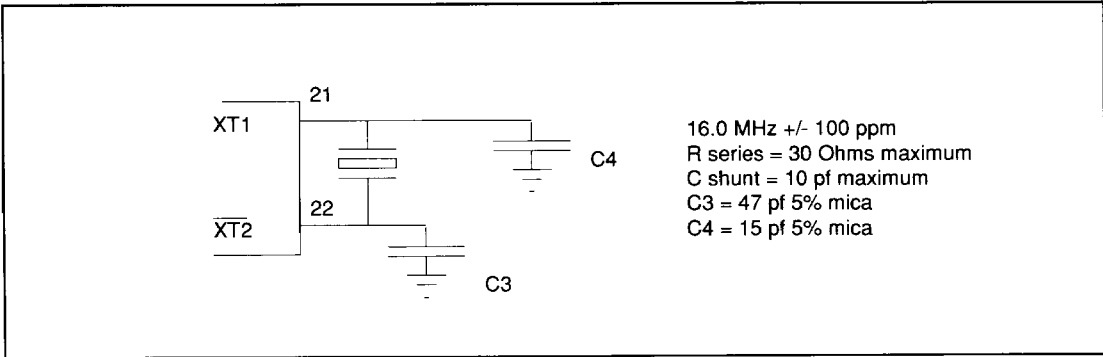 21
XT1
22
X̅T̅2̅
C4
C3
16.0 MHz +/- 100 ppm
R series = 30 Ohms maximum
C shunt = 10 pf maximum
C3 = 47 pf 5% mica
C4 = 15 pf 5% mica